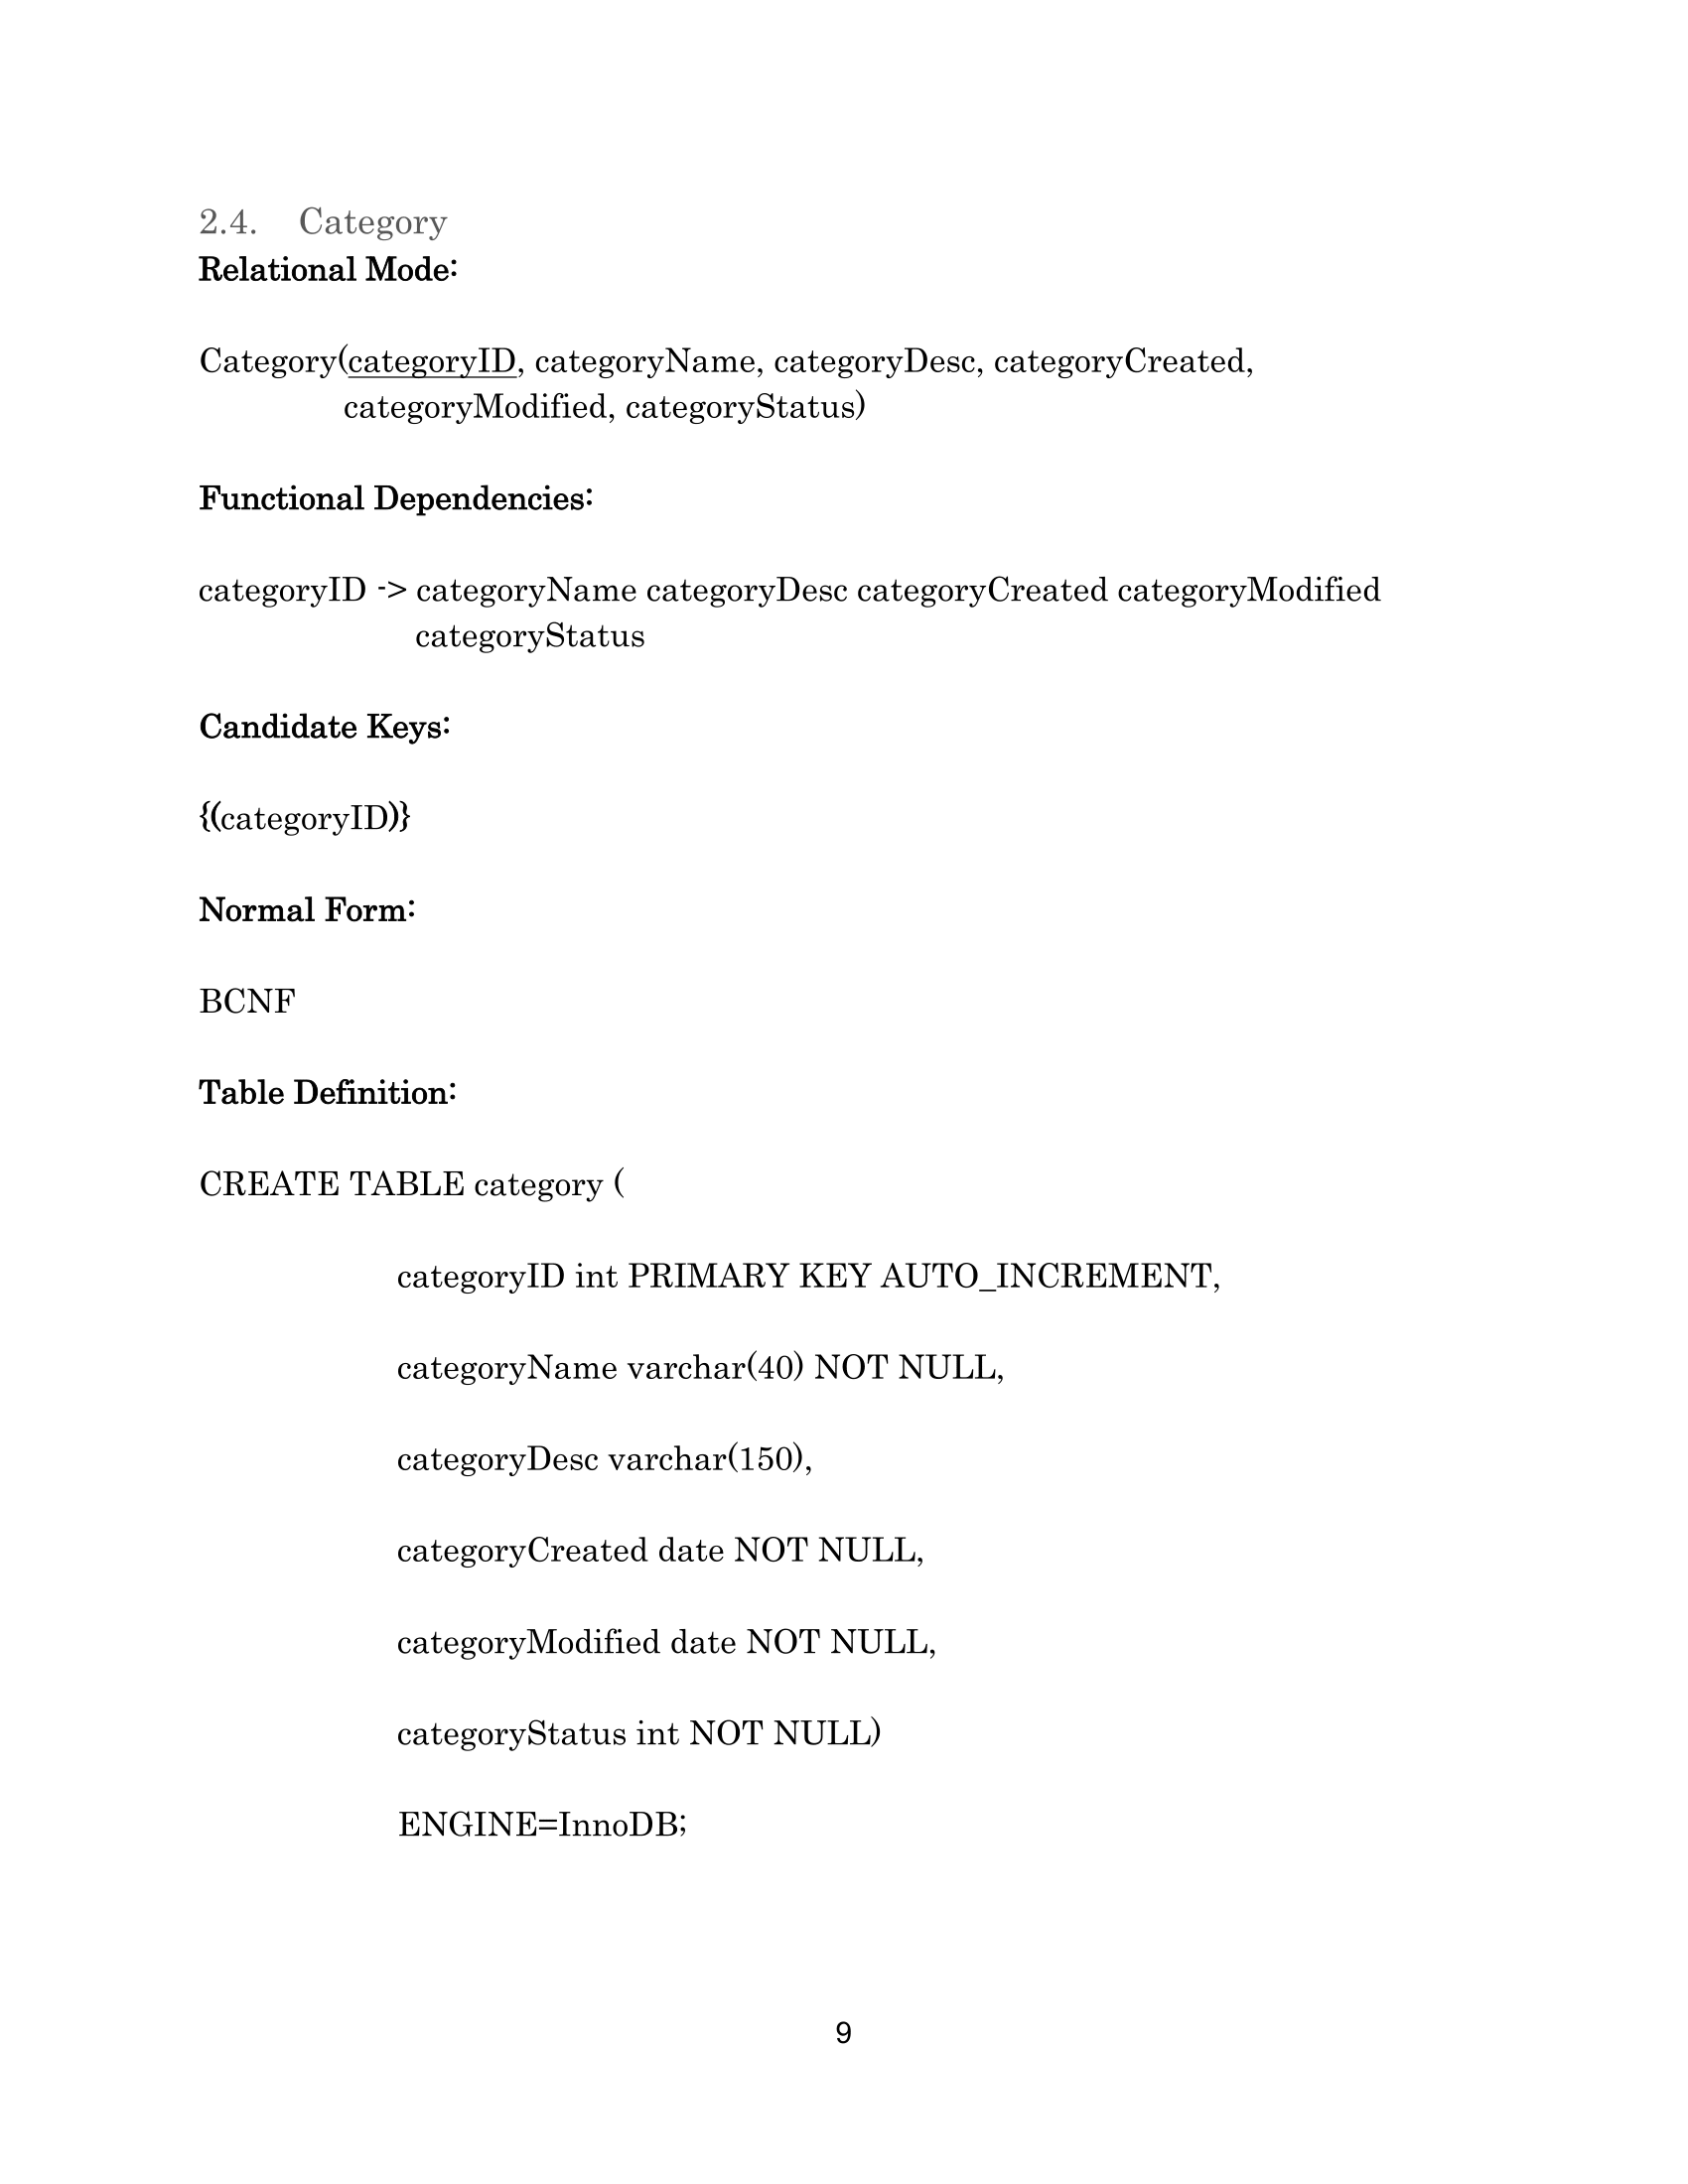 2.4. Category
Relational Mode:
Category(categoryID, categoryName, categoryDesc, categoryCreated,
categoryModified, categoryStatus)
Functional Dependencies:
categoryID -> categoryName categoryDesc categoryCreated categoryModified
categoryStatus
Candidate Keys:
{(categoryID)}
Normal Form:
BCNF
Table Definition:
CREATE TABLE category (
categoryID int PRIMARY KEY AUTO_INCREMENT,
categoryName varchar(40) NOT NULL,
categoryDesc varchar(150),
categoryCreated date NOT NULL,
categoryModified date NOT NULL,
categoryStatus int NOT NULL)
ENGINE=InnoDB;
9